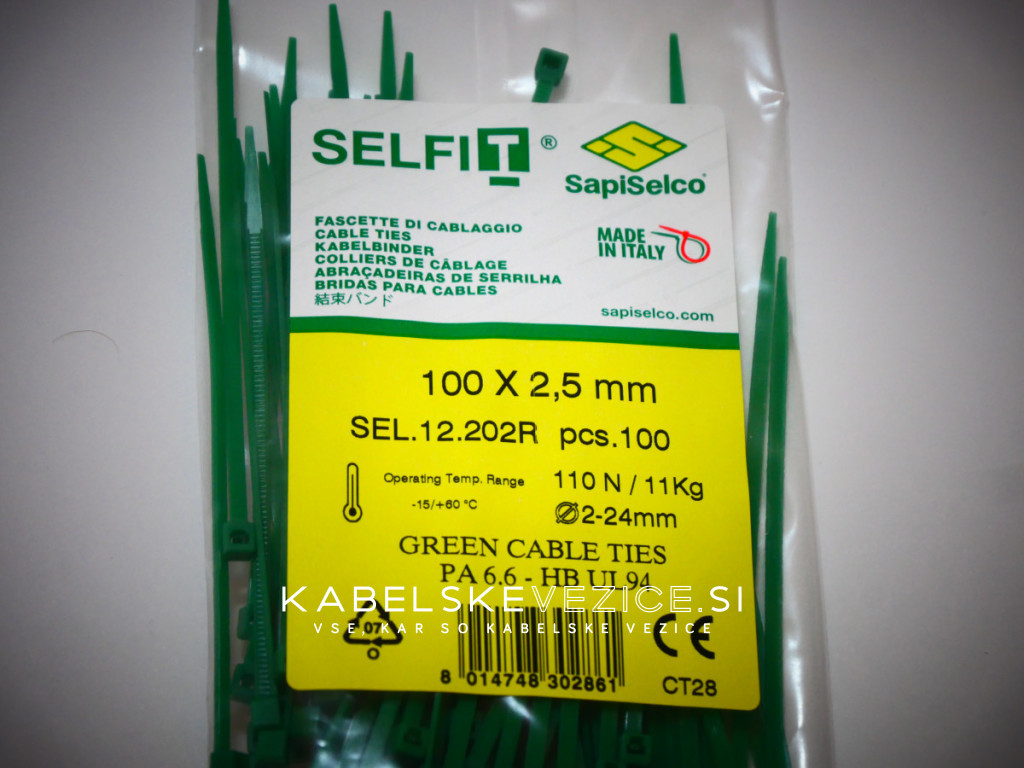 SELFIT®
SapiSelco®
FASCETTE DI CABLAGGIO
CABLE TIES
KABELBINDER
COLLIERS DE CÂBLAGE
ABRAÇADEIRAS DE SERRILHA
BRIDAS PARA CABLES
結束バンド
MADE
IN ITALY
sapiselco.com
100 X 2,5 mm
SEL.12.202R pcs.100
Operating Temp. Range
-15/+60 °C
110 N / 11Kg
Ø2-24mm
GREEN CABLE TIES
PA 6.6 - HB UL94
KABELSKEVEZICE.SI
VSE, KAR SO KABELSKE VEZICE
07
O
CE
8 014748 302861
CT28